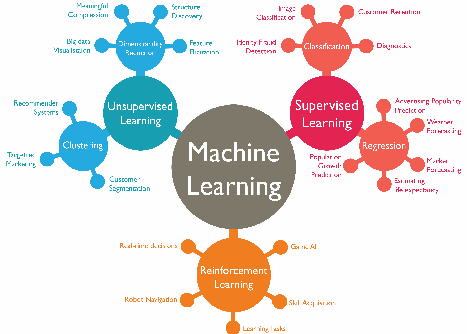 Meaningful
Compression
Structure
Discovery
Big data
Visualisation
Dimensionality
Reduction
Feature
Elicitation
Image
Classification
Customer Retention
Idenity Fraud
Detection
Classification
Diagnostics
Unsupervised
Learning
Supervised
Learning
Recommender
Systems
Clustering
Targetted
Marketing
Customer
Segmentation
Machine
Learning
Advertising Popularity
Prediction
Weather
Forecasting
Regression
Population
Growth
Prediction
Market
Forecasting
Estimating
life expectancy
Real-time decisions
Game AI
Reinforcement
Learning
Robot Navigation
Skill Acquisition
Learning Tasks